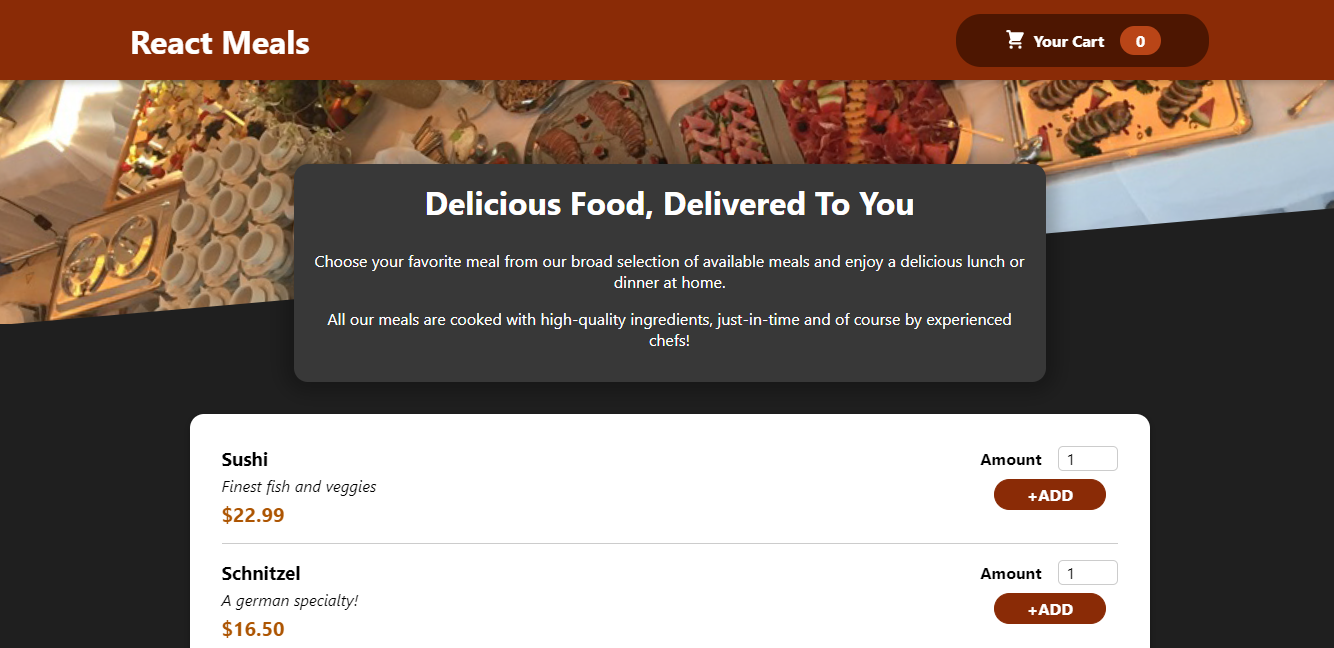 React Meals
Your Cart 0
Delicious Food, Delivered To You
Choose your favorite meal from our broad selection of available meals and enjoy a delicious lunch or
dinner at home.
All our meals are cooked with high-quality ingredients, just-in-time and of course by experienced
chefs!
Sushi
Finest fish and veggies
$22.99
Amount 1
+ADD
Schnitzel
A german specialty!
$16.50
Amount 1
+ADD